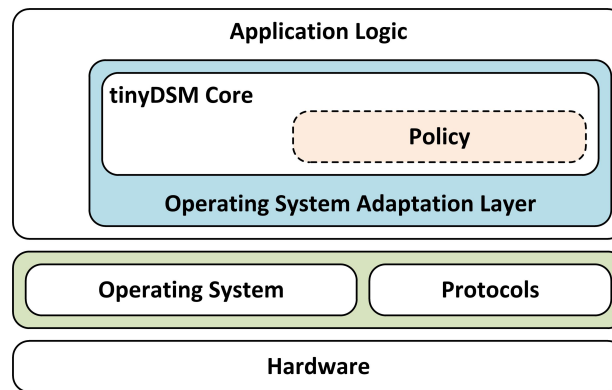 Application Logic
tinyDSM Core
Policy
Operating System Adaptation Layer
Operating System
Protocols
Hardware